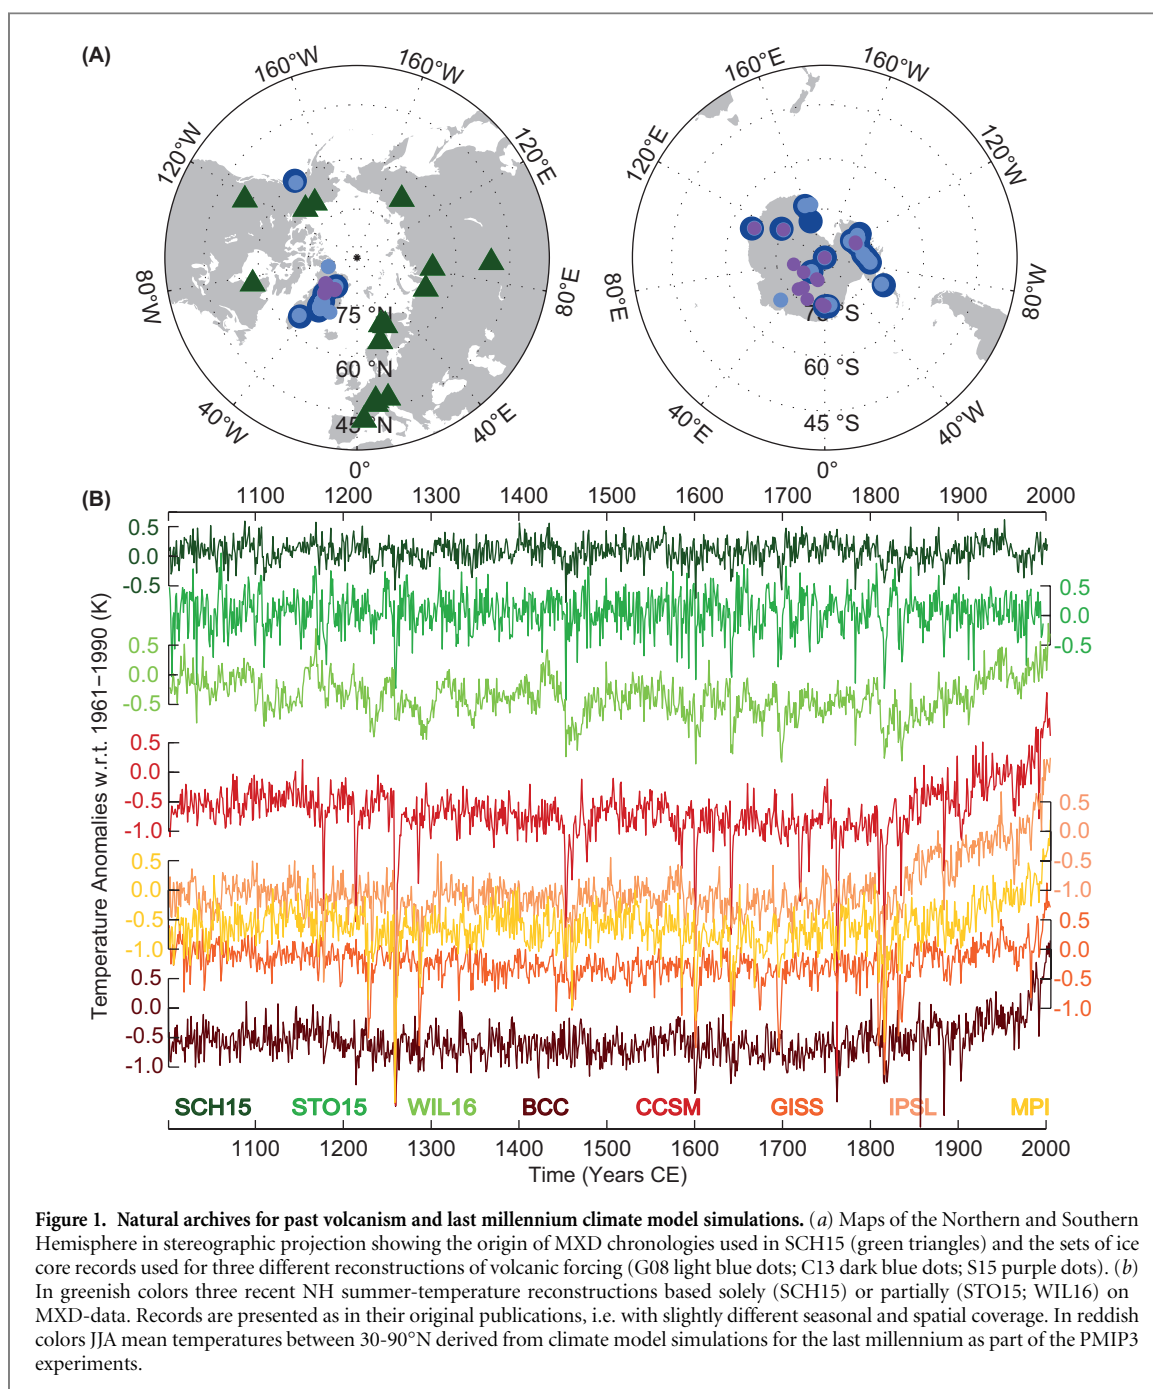 (A)
160°W
160°W
120°W
120°E
80°W
80°E
75 °N
60 °N
45 °N
40°W
40°E
0°
160°E
160°W
120°E
120°W
80°E
80°W
75 °S
60 °S
45 °S
40°E
40°W
0°
(B)
1100 1200 1300 1400 1500 1600 1700 1800 1900 2000
Temperature Anomalies w.r.t. 1961−1990 (K)
0.5
0.0
-0.5
0.5
0.0
-0.5
0.5
0.0
-0.5
0.5
0.0
-0.5
-1.0
0.5
0.0
-0.5
-1.0
0.5
0.0
-0.5
-1.0
0.5
0.0
-0.5
-1.0
0.5
0.0
-0.5
-1.0
SCH15 STO15 WIL16 BCC CCSM GISS IPSL MPI
1100 1200 1300 1400 1500 1600 1700 1800 1900 2000
Time (Years CE)
Figure 1. Natural archives for past volcanism and last millennium climate model simulations. (a) Maps of the Northern and Southern
Hemisphere in stereographic projection showing the origin of MXD chronologies used in SCH15 (green triangles) and the sets of ice
core records used for three different reconstructions of volcanic forcing (G08 light blue dots; C13 dark blue dots; S15 purple dots). (b)
In greenish colors three recent NH summer-temperature reconstructions based solely (SCH15) or partially (STO15; WIL16) on
MXD-data. Records are presented as in their original publications, i.e. with slightly different seasonal and spatial coverage. In reddish
colors JJA mean temperatures between 30-90°N derived from climate model simulations for the last millennium as part of the PMIP3
experiments.